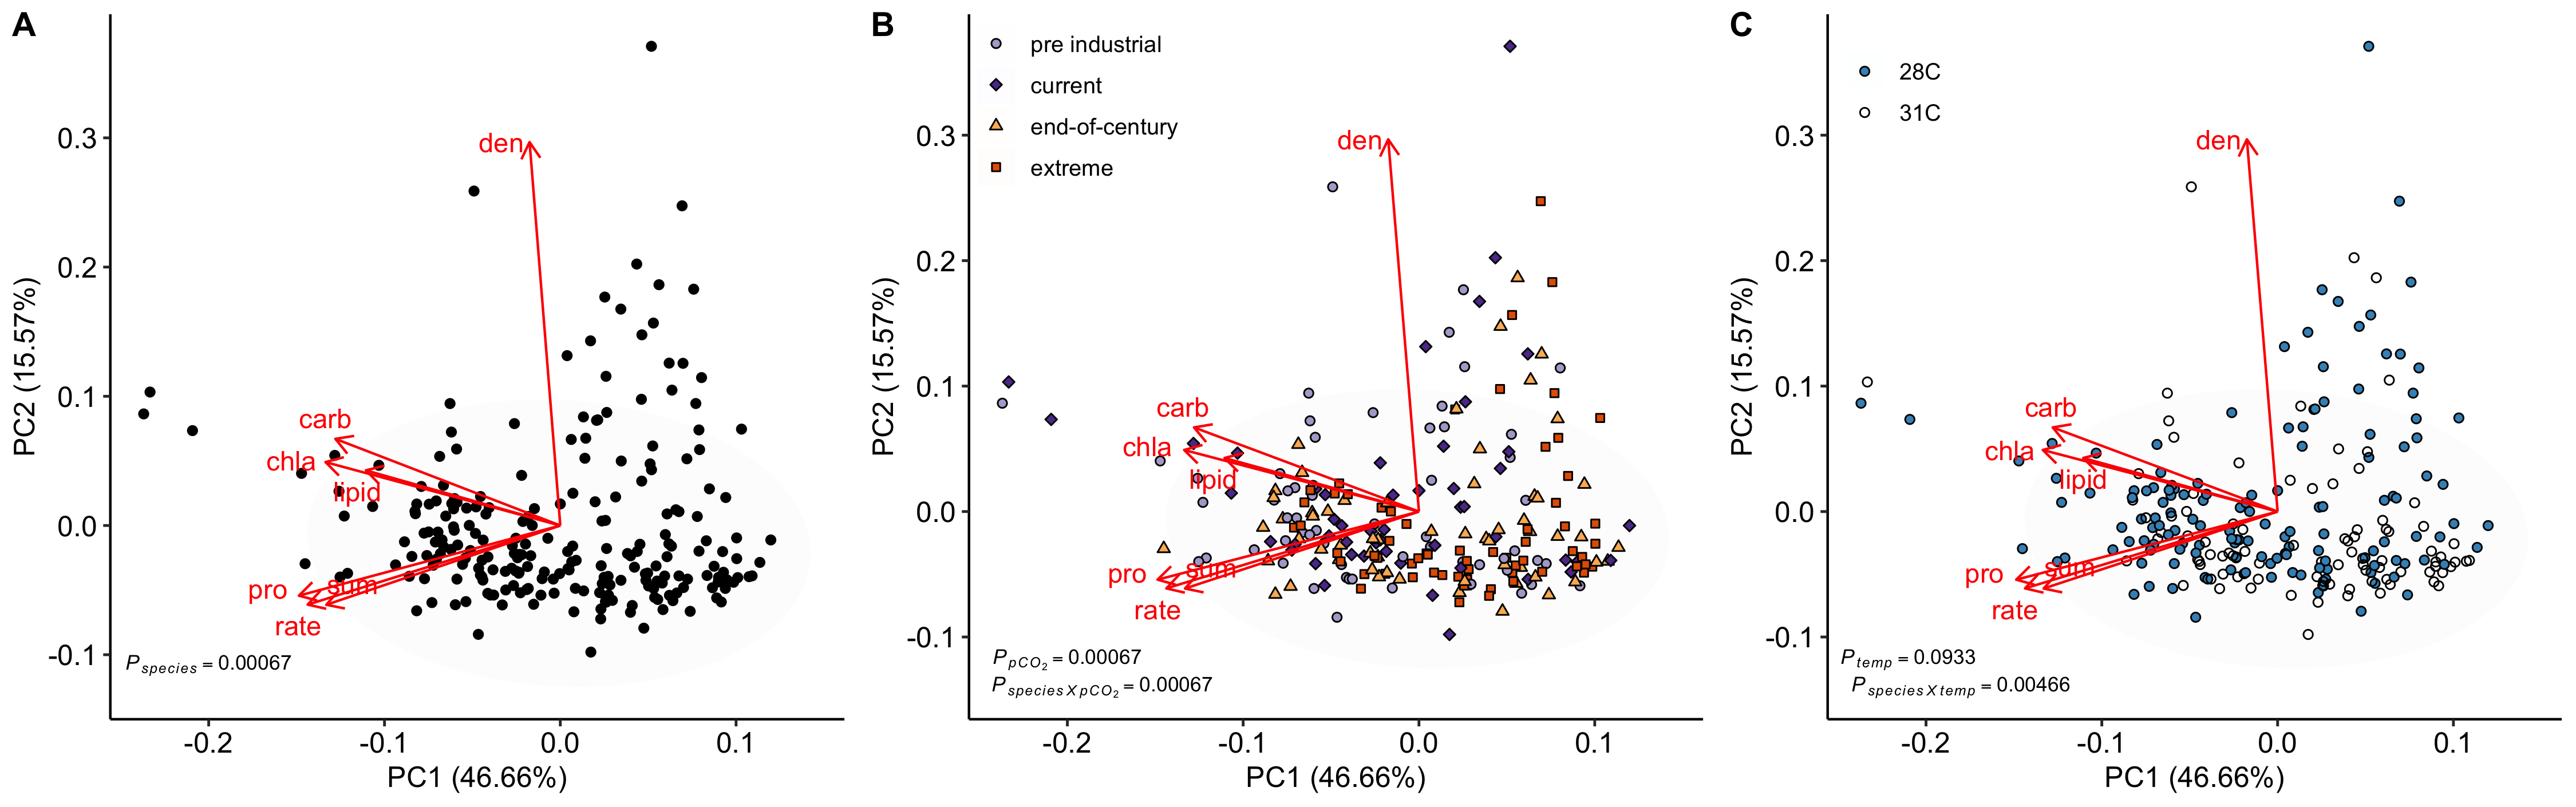 A
PC2 (15.57%)
0.3
0.2
0.1
0.0
-0.1
den
carb
chla
lipid
pro
sum
rate
P species = 0.00067
-0.2
-0.1
0.0
0.1
PC1 (46.66%)
B
pre industrial
current
end-of-century
extreme
PC2 (15.57%)
0.3
0.2
0.1
0.0
-0.1
den
carb
chla
lipid
pro
sum
rate
P pCO2 = 0.00067
P species X pCO2 = 0.00067
-0.2
-0.1
0.0
0.1
PC1 (46.66%)
C
28C
31C
PC2 (15.57%)
0.3
0.2
0.1
0.0
-0.1
den
carb
chla
lipid
pro
sum
rate
P temp = 0.0933
P species X temp = 0.00466
-0.2
-0.1
0.0
0.1
PC1 (46.66%)